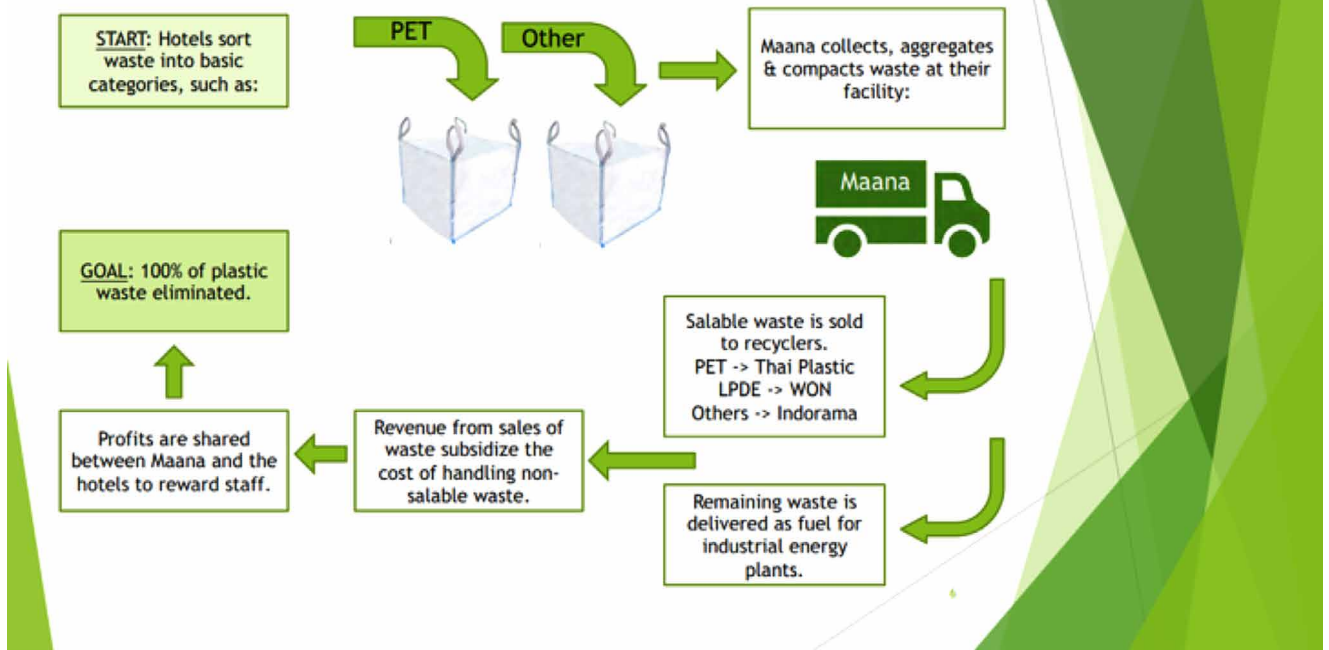 START: Hotels sort
waste into basic
categories, such as:
PET
Other
Maana collects, aggregates
& compacts waste at their
facility:
Maana
Salable waste is sold
to recyclers.
PET -> Thai Plastic
LPDE -> WON
Others -> Indorama
Remaining waste is
delivered as fuel for
industrial energy
plants.
Revenue from sales of
waste subsidize the
cost of handling non-
salable waste.
Profits are shared
between Maana and the
hotels to reward staff.
GOAL: 100% of plastic
waste eliminated.